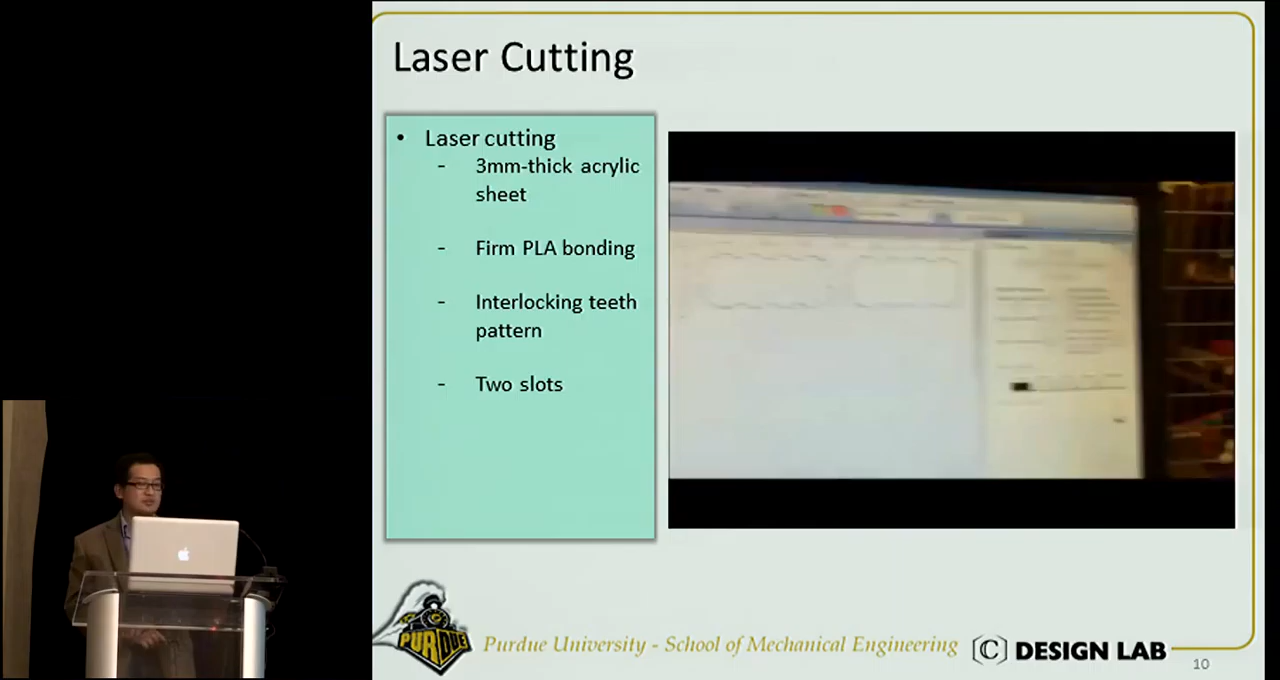 Laser Cutting
• Laser cutting
- 3mm-thick acrylic
sheet
- Firm PLA bonding
- Interlocking teeth
pattern
- Two slots
PURDUE
Purdue University - School of Mechanical Engineering
C DESIGN LAB
10